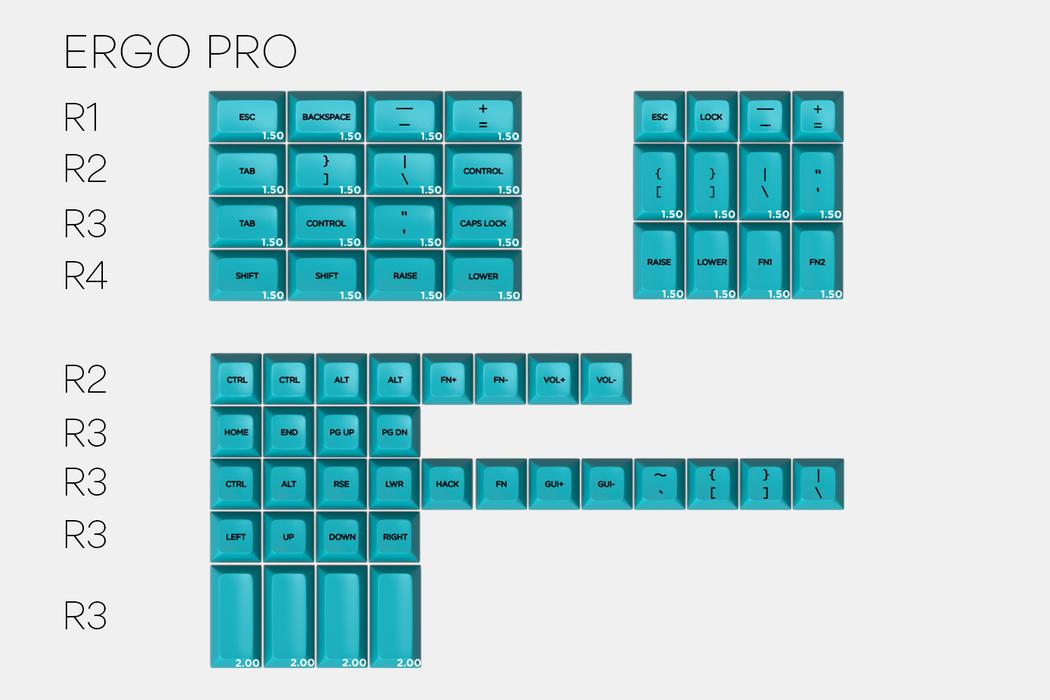 ERGO PRO
R1 ESC 1.50 BACKSPACE 1.50 — – 1.50 + = 1.50 ESC LOCK — – + =
R2 TAB 1.50 } ] 1.50 | \ 1.50 CONTROL 1.50 { [ 1.50 } ] 1.50 | \ 1.50 " ' 1.50
R3 TAB 1.50 CONTROL 1.50 " ' 1.50 CAPS LOCK 1.50
R4 SHIFT 1.50 SHIFT 1.50 RAISE 1.50 LOWER 1.50 RAISE 1.50 LOWER 1.50 FN1 1.50 FN2 1.50
R2 CTRL CTRL ALT ALT FN+ FN- VOL+ VOL-
R3 HOME END PG UP PG DN
R3 CTRL ALT RSE LWR HACK FN GUI+ GUI- ~ ` { [ } ] | \
R3 LEFT UP DOWN RIGHT
R3 2.00 2.00 2.00 2.00